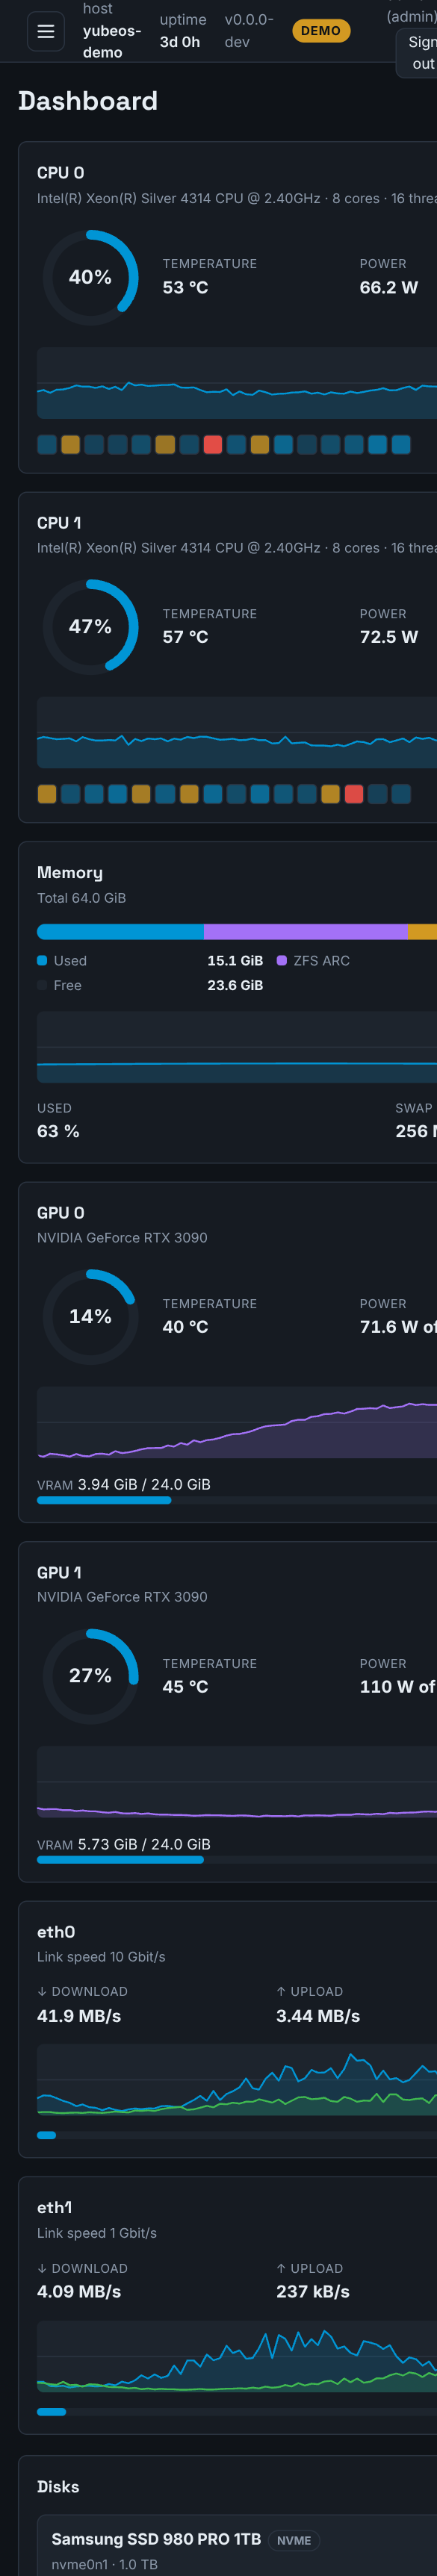 host
yubeos-
demo
uptime
3d 0h
v0.0.0-
dev
DEMO
(admin)
Sign
out
Dashboard
CPU 0
Intel(R) Xeon(R) Silver 4314 CPU @ 2.40GHz · 8 cores · 16 threa
40%
TEMPERATURE
53 °C
POWER
66.2 W
CPU 1
Intel(R) Xeon(R) Silver 4314 CPU @ 2.40GHz · 8 cores · 16 threa
47%
TEMPERATURE
57 °C
POWER
72.5 W
Memory
Total 64.0 GiB
Used 15.1 GiB ZFS ARC
Free 23.6 GiB
USED
63 %
SWAP
256
GPU 0
NVIDIA GeForce RTX 3090
14%
TEMPERATURE
40 °C
POWER
71.6 W of
VRAM 3.94 GiB / 24.0 GiB
GPU 1
NVIDIA GeForce RTX 3090
27%
TEMPERATURE
45 °C
POWER
110 W of
VRAM 5.73 GiB / 24.0 GiB
eth0
Link speed 10 Gbit/s
↓ DOWNLOAD
41.9 MB/s
↑ UPLOAD
3.44 MB/s
eth1
Link speed 1 Gbit/s
↓ DOWNLOAD
4.09 MB/s
↑ UPLOAD
237 kB/s
Disks
Samsung SSD 980 PRO 1TB NVME
nvme0n1 · 1.0 TB